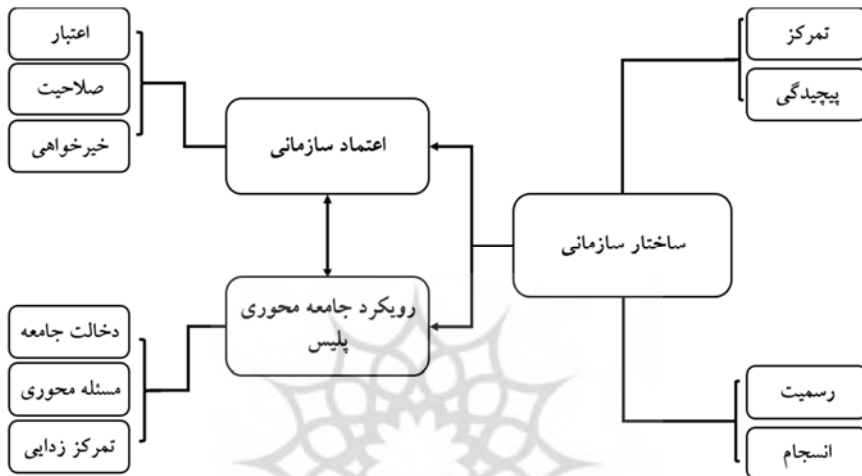 تمرکز
پیچیدگی
ساختار سازمانی
رسمیت
انسجام
اعتماد سازمانی
رویکرد جامعه محوری
پلیس
اعتبار
صلاحیت
خیرخواهی
دخالت جامعه
مسئله محوری
تمرکز زدایی